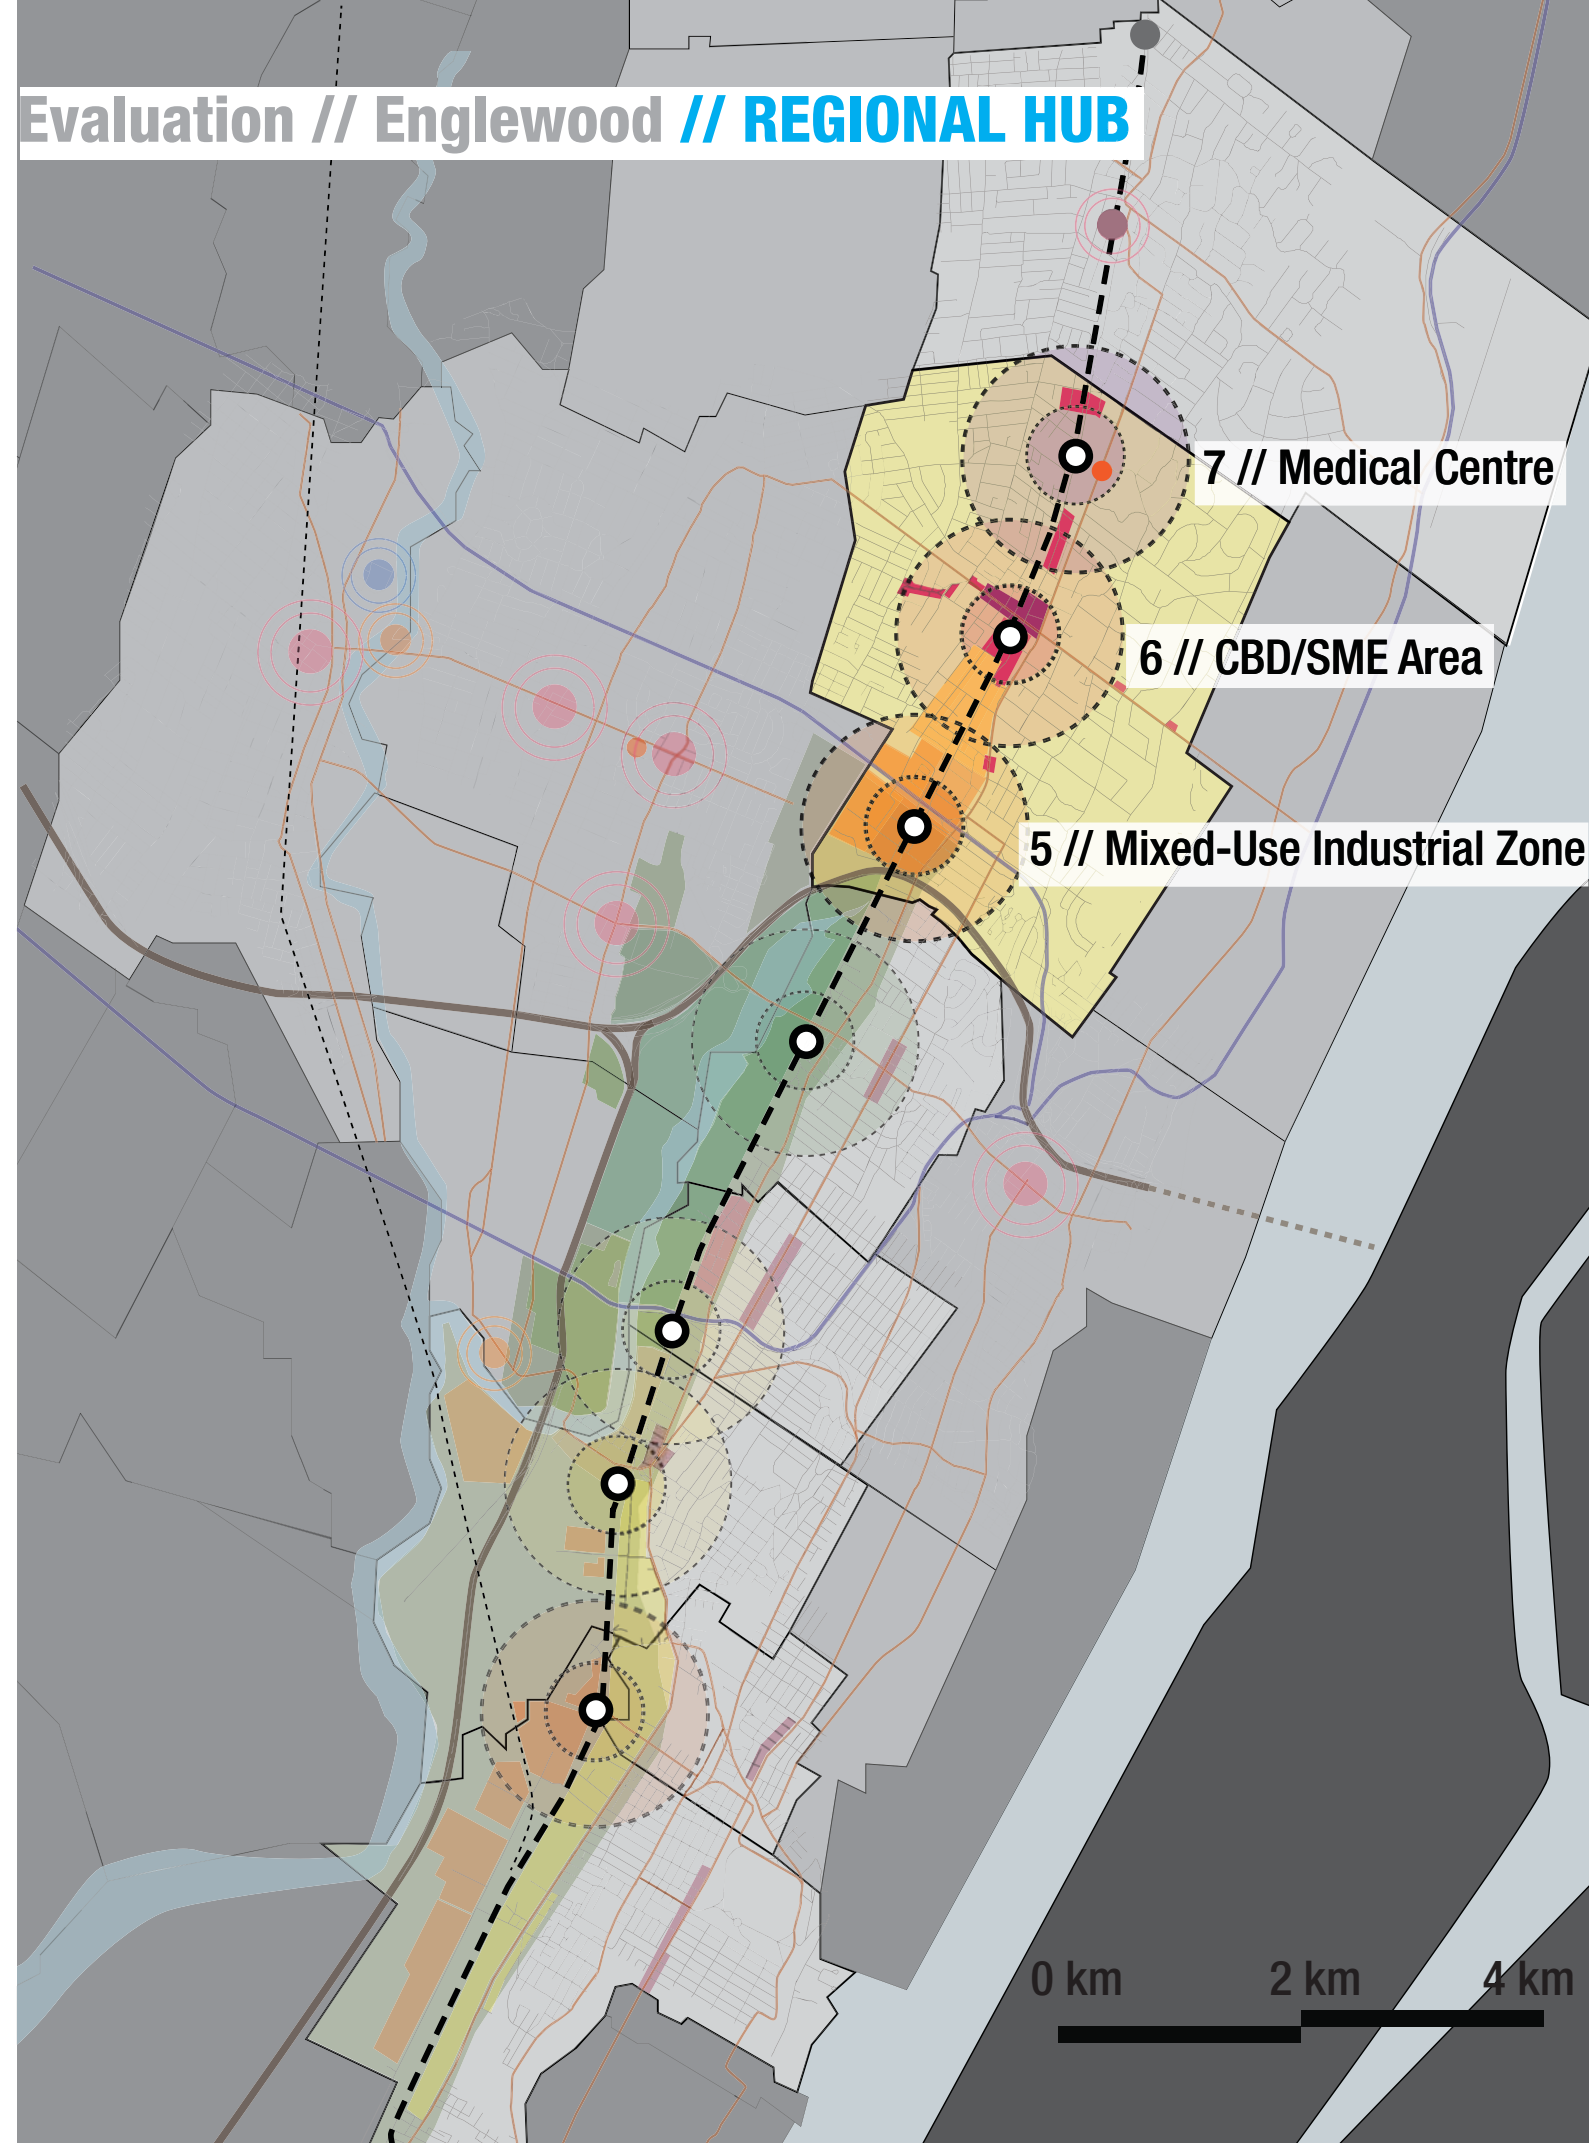 Evaluation // Englewood // REGIONAL HUB
7 // Medical Centre
6 // CBD/SME Area
5 // Mixed-Use Industrial Zone
0 km 2 km 4 km